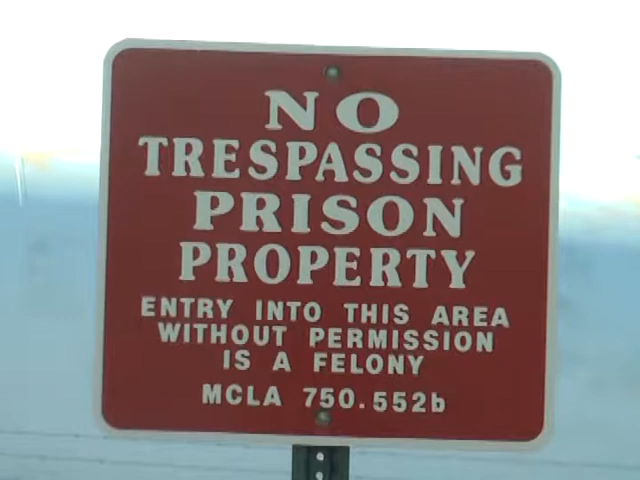 NO
TRESPASSING
PRISON
PROPERTY
ENTRY INTO THIS AREA
WITHOUT PERMISSION
IS A FELONY
MCLA 750.552b